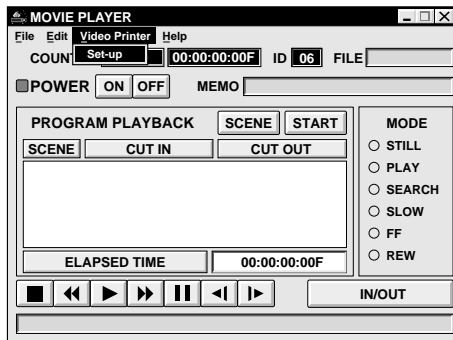 MOVIE PLAYER
File Edit Video Printer Help
Set-up
00:00:00:00F ID 06 FILE
POWER ON OFF MEMO
PROGRAM PLAYBACK SCENE START
SCENE CUT IN CUT OUT
ELAPSED TIME 00:00:00:00F
MODE
STILL
PLAY
SEARCH
SLOW
FF
REW
IN/OUT